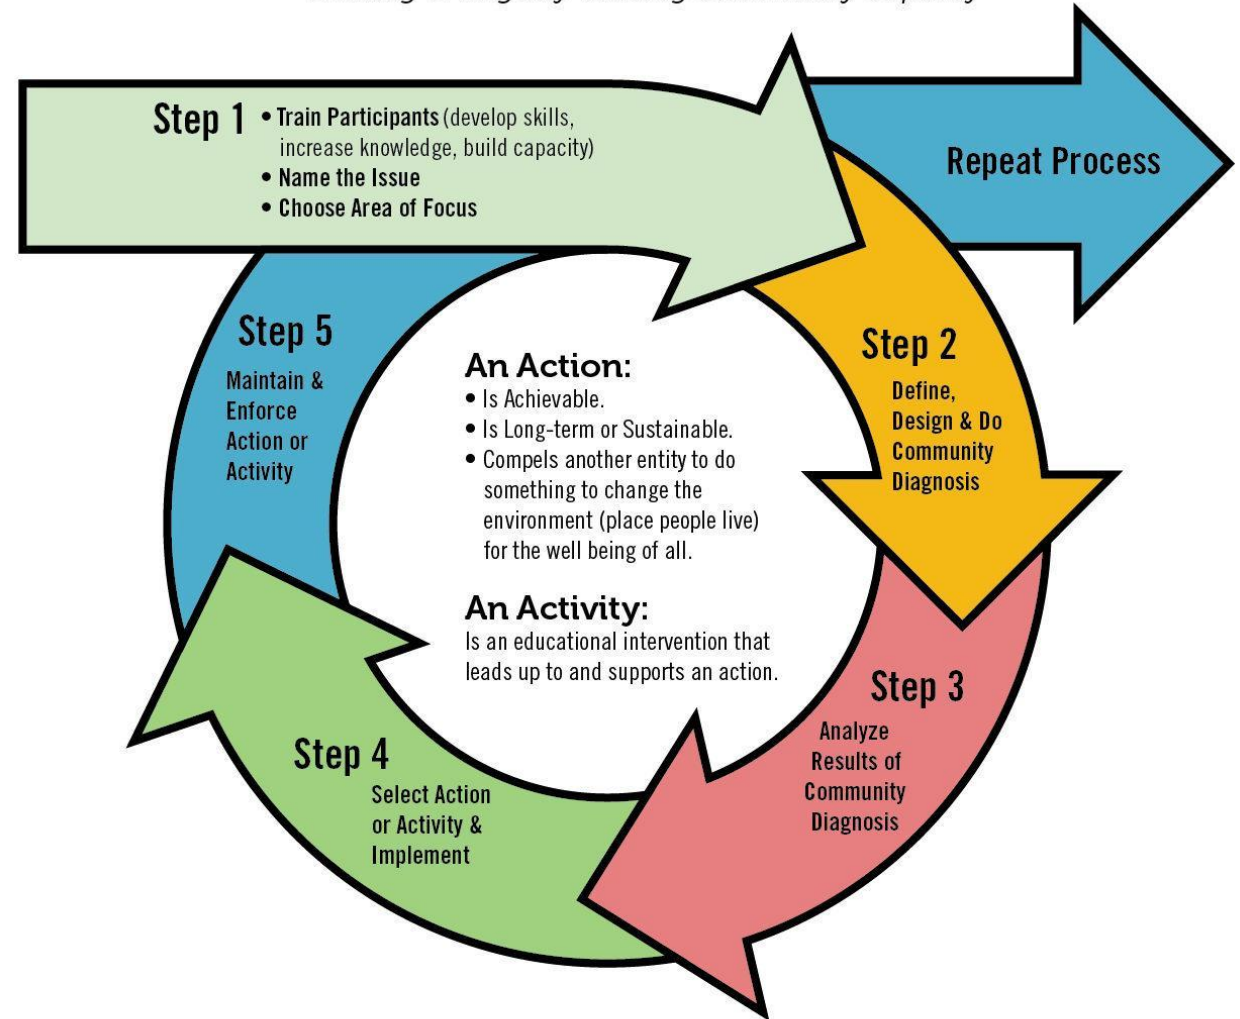 Step 1
• Train Participants (develop skills,
increase knowledge, build capacity)
• Name the Issue
• Choose Area of Focus
Repeat Process
Step 2
Define,
Design & Do
Community
Diagnosis
Step 3
Analyze
Results of
Community
Diagnosis
Step 4
Select Action
or Activity &
Implement
Step 5
Maintain &
Enforce
Action or
Activity
An Action:
• Is Achievable.
• Is Long-term or Sustainable.
• Compels another entity to do
something to change the
environment (place people live)
for the well being of all.
An Activity:
Is an educational intervention that
leads up to and supports an action.